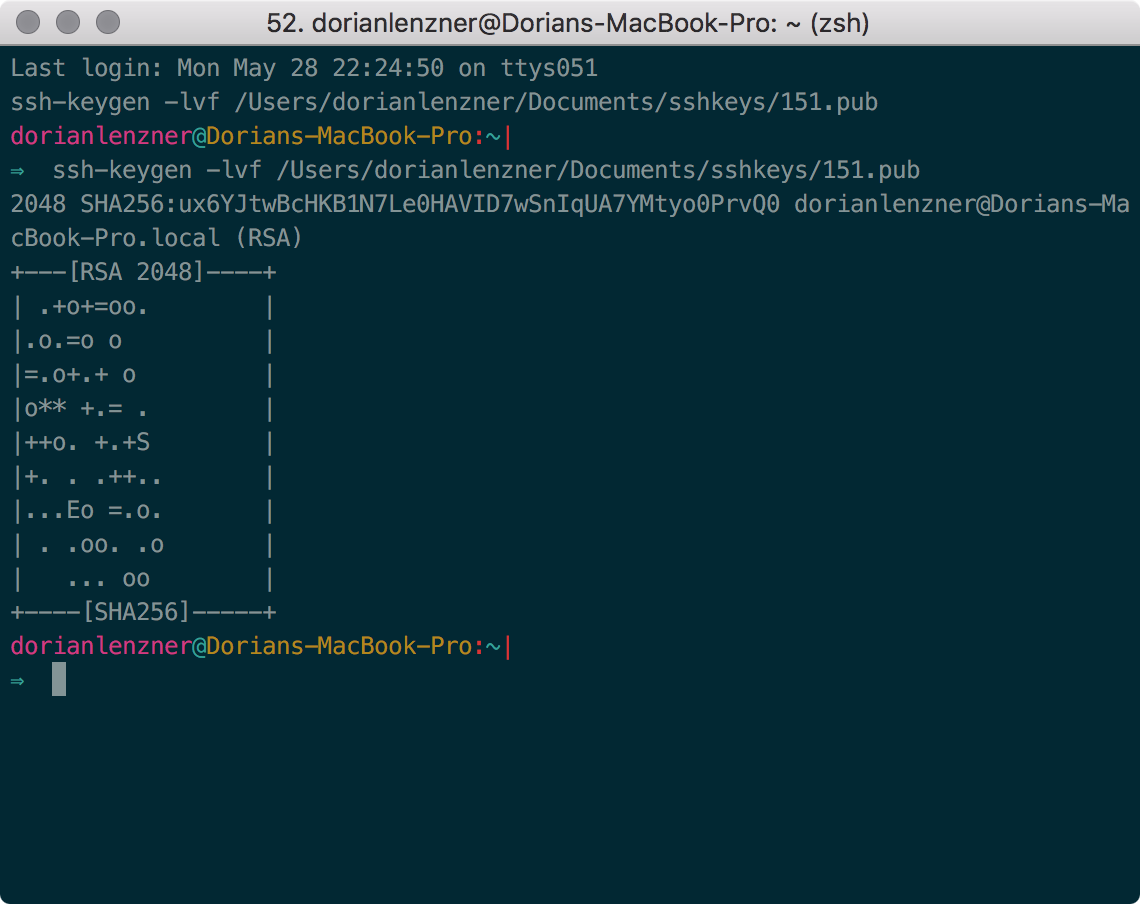 52. dorianlenzner@Dorians-MacBook-Pro: ~ (zsh)
Last login: Mon May 28 22:24:50 on ttys051
ssh-keygen -lvf /Users/dorianlenzner/Documents/sshkeys/151.pub
dorianlenzner@Dorians-MacBook-Pro:~|
⇒  ssh-keygen -lvf /Users/dorianlenzner/Documents/sshkeys/151.pub
2048 SHA256:ux6YJtwBcHKB1N7Le0HAVID7wSnIqUA7YMtyo0PrvQ0 dorianlenzner@Dorians-Ma
cBook-Pro.local (RSA)
+---[RSA 2048]----+
| .+o+=oo.        |
|.o.=o o          |
|=.o+.+ o         |
|o** +.= .        |
|++o. +.+S        |
|+. . .++..       |
|...Eo =.o.       |
| . .oo. .o       |
|   ... oo        |
+----[SHA256]-----+
dorianlenzner@Dorians-MacBook-Pro:~|
⇒